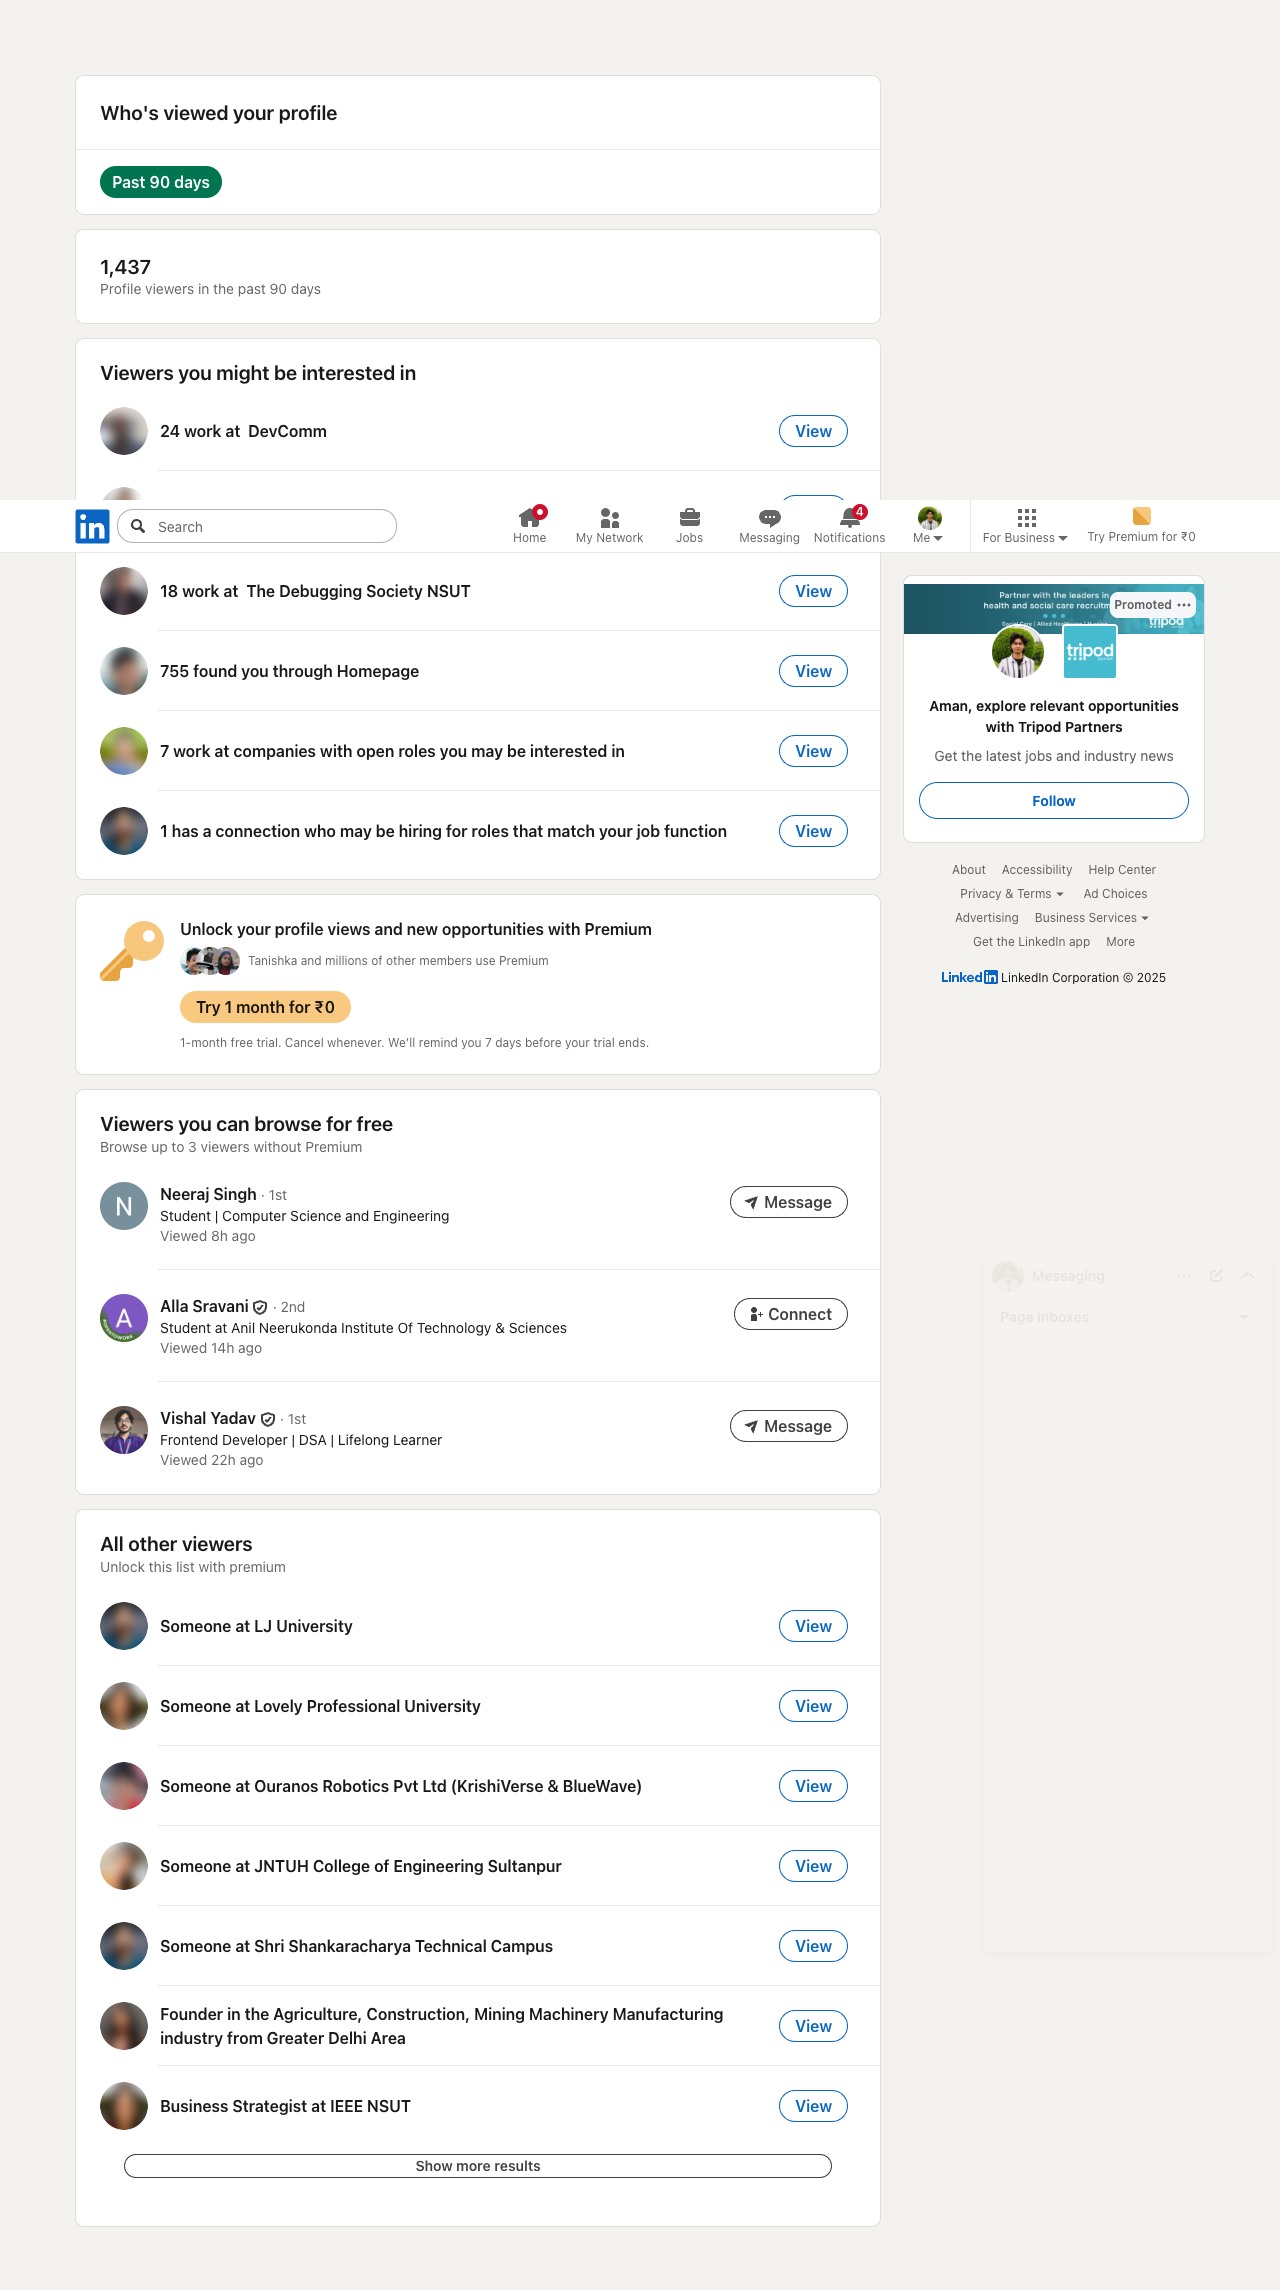 Who's viewed your profile
Past 90 days
1,437
Profile viewers in the past 90 days
Viewers you might be interested in
24 work at DevComm
View
in
Search
Home
My Network
Jobs
Messaging
4
Notifications
Me
For Business
Try Premium for ₹0
18 work at The Debugging Society NSUT
View
755 found you through Homepage
View
7 work at companies with open roles you may be interested in
View
1 has a connection who may be hiring for roles that match your job function
View
Partner with the leaders in
health and social care recruitm
Promoted
tripod
tripod
Aman, explore relevant opportunities
with Tripod Partners
Get the latest jobs and industry news
Follow
About Accessibility Help Center
Privacy & Terms Ad Choices
Advertising Business Services
Get the LinkedIn app More
Linkedin LinkedIn Corporation © 2025
Unlock your profile views and new opportunities with Premium
Tanishka and millions of other members use Premium
Try 1 month for ₹0
1-month free trial. Cancel whenever. We'll remind you 7 days before your trial ends.
Viewers you can browse for free
Browse up to 3 viewers without Premium
N
Neeraj Singh · 1st
Student | Computer Science and Engineering
Viewed 8h ago
Message
A
Alla Sravani · 2nd
Student at Anil Neerukonda Institute Of Technology & Sciences
Viewed 14h ago
Connect
Vishal Yadav · 1st
Frontend Developer | DSA | Lifelong Learner
Viewed 22h ago
Message
Messaging
Page inboxes
All other viewers
Unlock this list with premium
Someone at LJ University
View
Someone at Lovely Professional University
View
Someone at Ouranos Robotics Pvt Ltd (KrishiVerse & BlueWave)
View
Someone at JNTUH College of Engineering Sultanpur
View
Someone at Shri Shankaracharya Technical Campus
View
Founder in the Agriculture, Construction, Mining Machinery Manufacturing
industry from Greater Delhi Area
View
Business Strategist at IEEE NSUT
View
Show more results